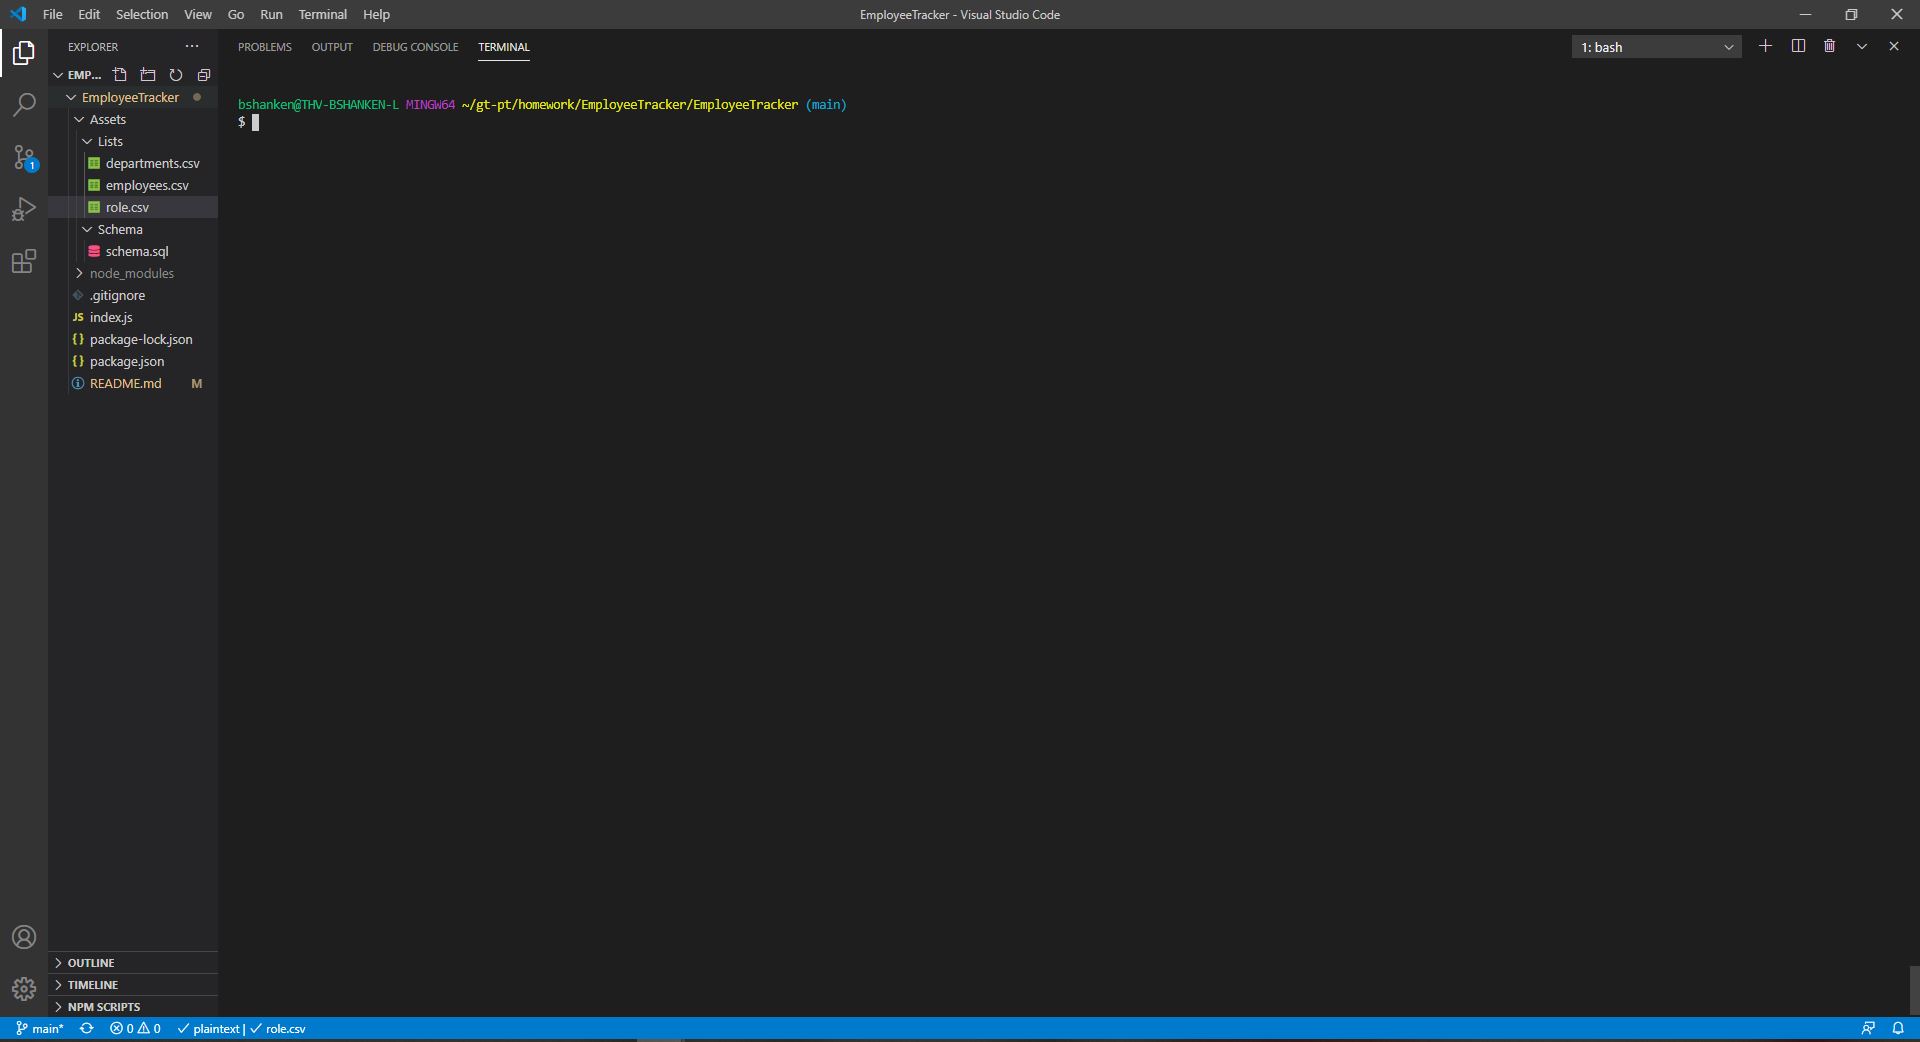 File Edit Selection View Go Run Terminal Help
EmployeeTracker - Visual Studio Code
EXPLORER
EMP...
EmployeeTracker
Assets
Lists
departments.csv
employees.csv
role.csv
Schema
schema.sql
node_modules
.gitignore
JS index.js
{} package-lock.json
{} package.json
README.md M
OUTLINE
TIMELINE
NPM SCRIPTS
1
PROBLEMS OUTPUT DEBUG CONSOLE TERMINAL
1: bash
bshanken@THV-BSHANKEN-L MINGW64 ~/gt-pt/homework/EmployeeTracker/EmployeeTracker (main)
$
main* 0 0 plaintext | role.csv